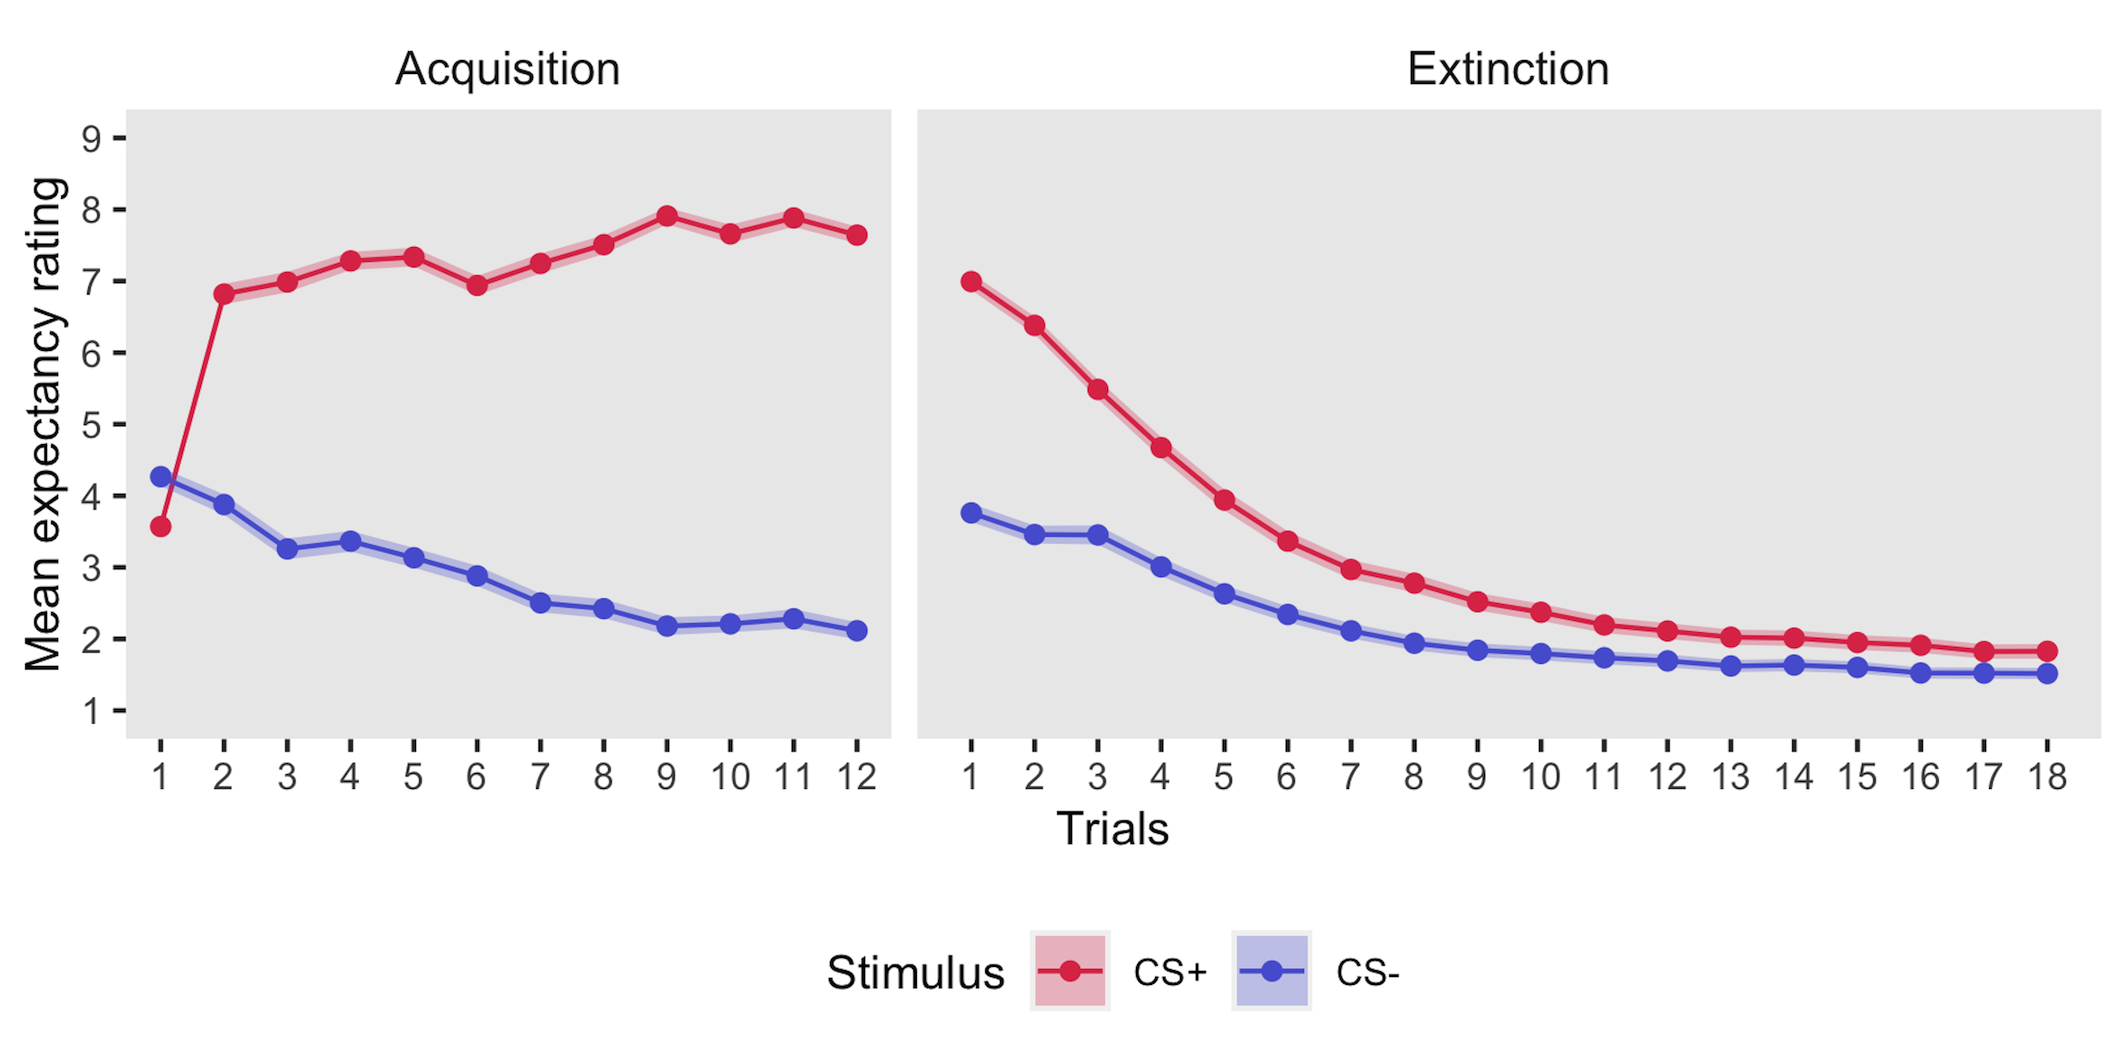 Acquisition
Extinction
Mean expectancy rating
9
8
7
6
5
4
3
2
1
1 2 3 4 5 6 7 8 9 10 11 12
1 2 3 4 5 6 7 8 9 10 11 12 13 14 15 16 17 18
Trials
Stimulus CS+ CS-